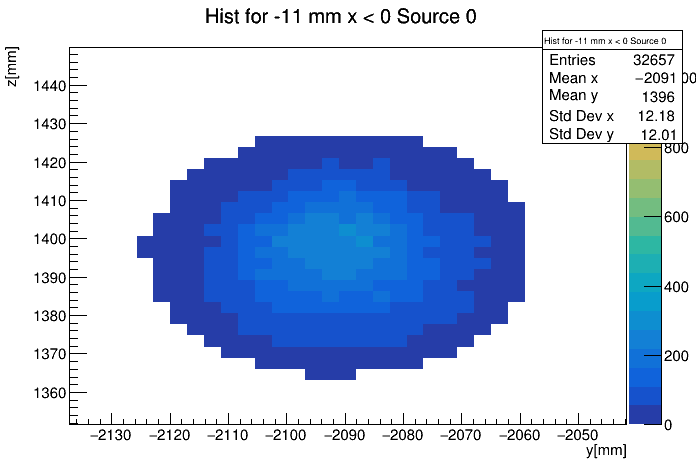 Hist for -11 mm x < 0 Source 0
z[mm]
Hist for -11 mm x < 0 Source 0
Entries 32657
Mean x −2091
Mean y 1396
Std Dev x 12.18
Std Dev y 12.01
1440
1430
1420
1410
1400
1390
1380
1370
1360
00
800
600
400
200
0
−2130 −2120 −2110 −2100 −2090 −2080 −2070 −2060 −2050
y[mm]